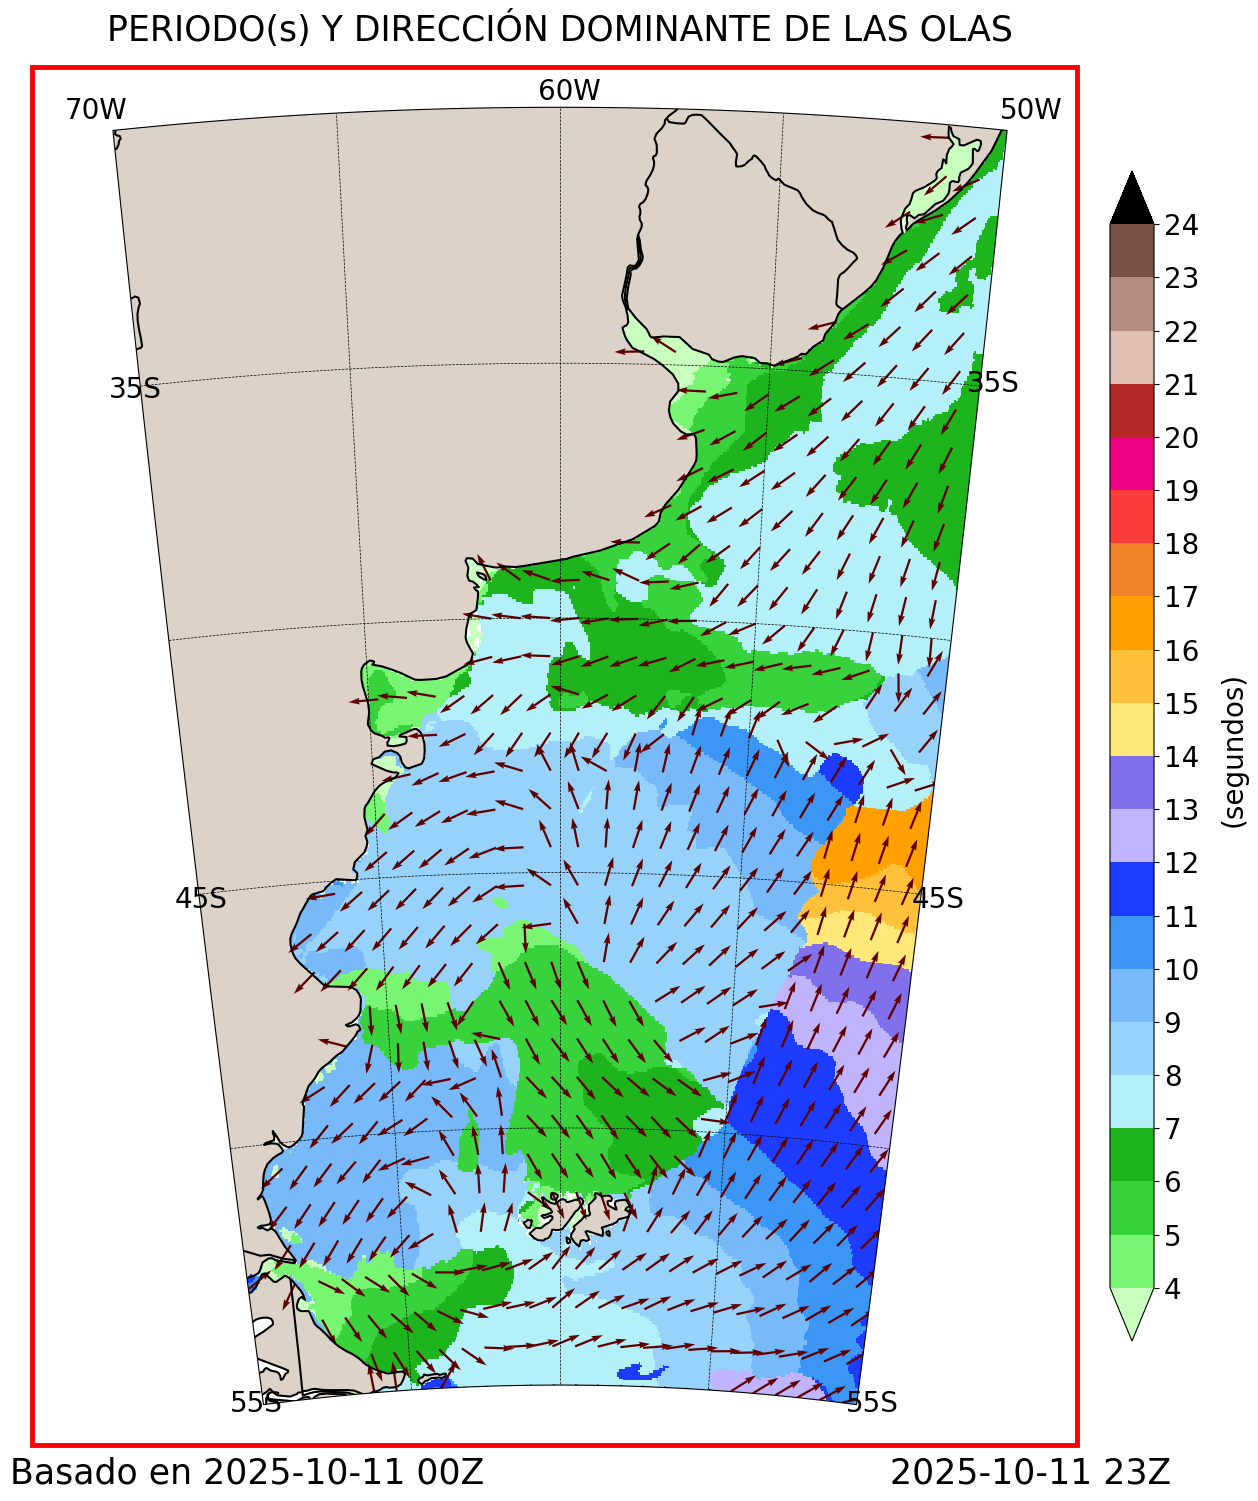 PERIODO(s) Y DIRECCIÓN DOMINANTE DE LAS OLAS
70W
60W
50W
35S
35S
45S
45S
55S
55S
24
23
22
21
20
19
18
17
16
15
14
13
12
11
10
9
8
7
6
5
4
(segundos)
Basado en 2025-10-11 00Z
2025-10-11 23Z